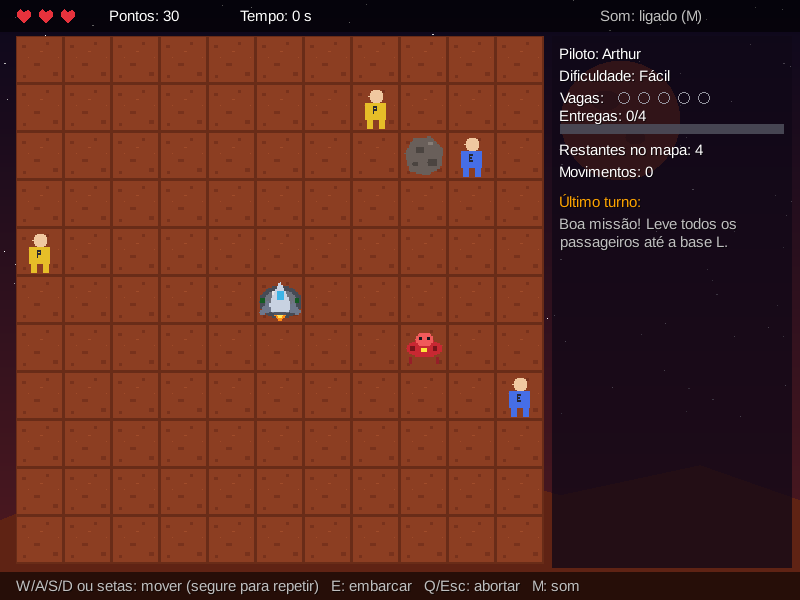 Pontos: 30 Tempo: 0 s Som: ligado (M)
Piloto: Arthur
Dificuldade: Fácil
Vagas:
Entregas: 0/4
Restantes no mapa: 4
Movimentos: 0
Último turno:
Boa missão! Leve todos os
passageiros até a base L.
P
E
P
E
W/A/S/D ou setas: mover (segure para repetir) E: embarcar Q/Esc: abortar M: som